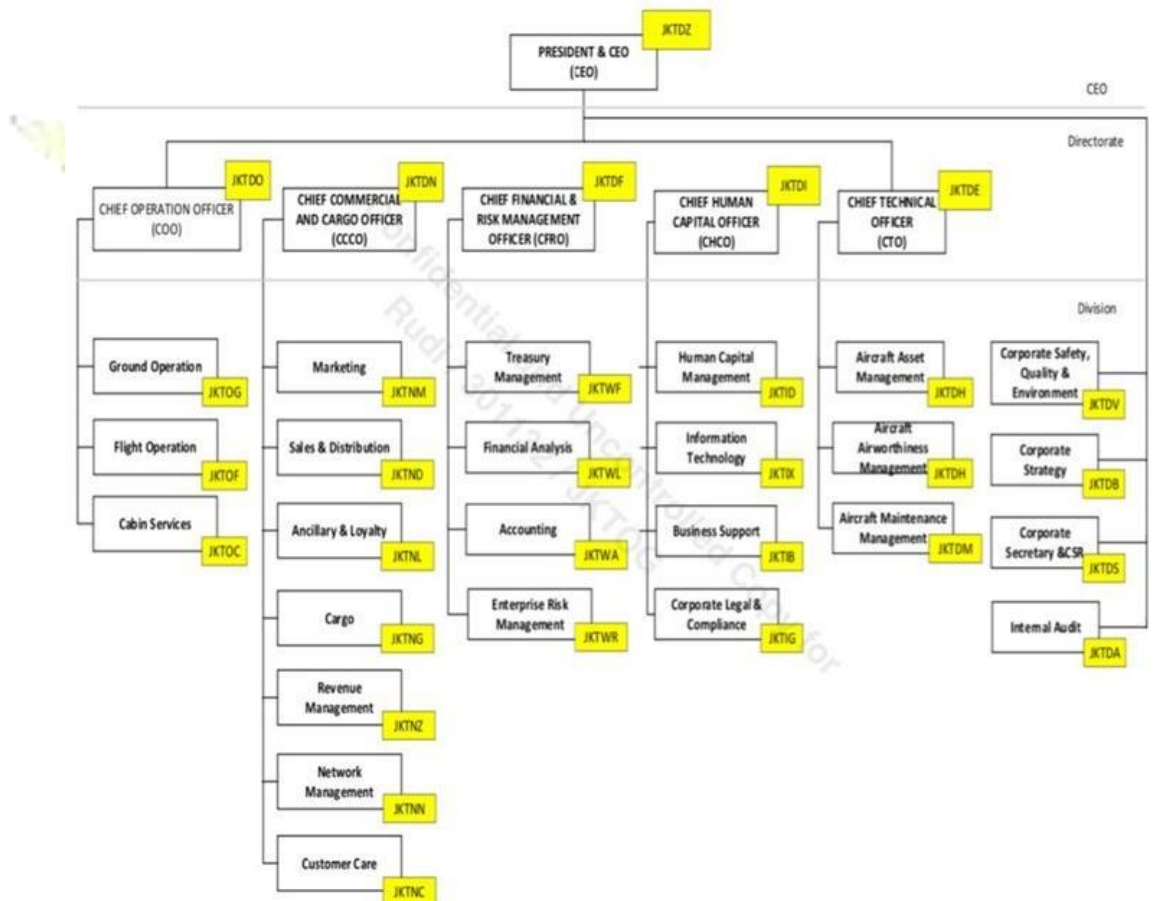 JKTDZ
PRESIDENT & CEO
(CEO)
CEO
Directorate
JKTDO
CHIEF OPERATION OFFICER
(COO)
JKTDN
CHIEF COMMERCIAL
AND CARGO OFFICER
(CCCO)
JKTDF
CHIEF FINANCIAL &
RISK MANAGEMENT
OFFICER (CFRO)
JKTDI
CHIEF HUMAN
CAPITAL OFFICER
(CHCO)
JKTDE
CHIEF TECHNICAL
OFFICER
(CTO)
Division
Ground Operation
JKTOG
Flight Operation
JKTOF
Cabin Services
JKTOC
Marketing
JKTNM
Sales & Distribution
JKTND
Ancillary & Loyalty
JKTNL
Cargo
JKTNG
Revenue
Management
JKTNZ
Network
Management
JKTNN
Customer Care
JKTNC
Treasury
Management
JKTWF
Financial Analysis
JKTWL
Accounting
JKTWA
Enterprise Risk
Management
JKTWR
Human Capital
Management
JKTID
Information
Technology
JKTIX
Business Support
JKTIB
Corporate Legal &
Compliance
JKTIG
Aircraft Asset
Management
JKTDH
Aircraft
Airworthiness
Management
JKTDH
Aircraft Maintenance
Management
JKTDM
Corporate Safety,
Quality &
Environment
JKTDV
Corporate
Strategy
JKTDB
Corporate
Secretary &CSR
JKTDS
Internal Audit
JKTDA
Uncontrolled Copy for
Rudi / JKTOG